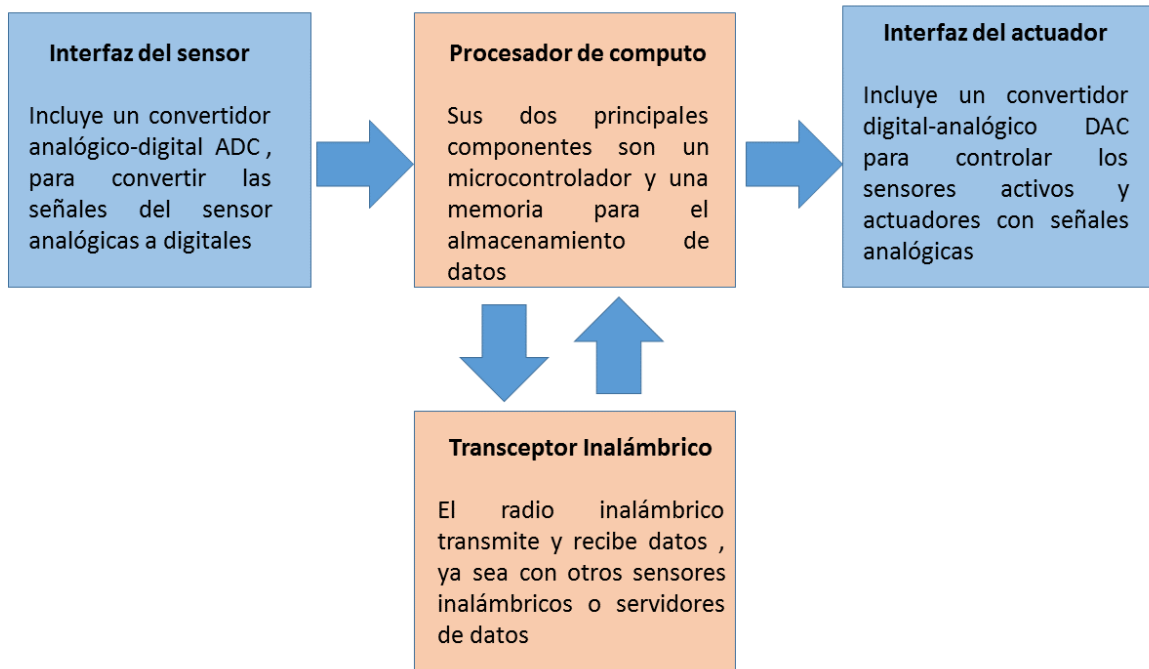 Interfaz del sensor
Incluye un convertidor
analógico-digital ADC ,
para convertir las
señales del sensor
analógicas a digitales
Procesador de computo
Sus dos principales
componentes son un
microcontrolador y una
memoria para el
almacenamiento de
datos
Interfaz del actuador
Incluye un convertidor
digital-analógico DAC
para controlar los
sensores activos y
actuadores con señales
analógicas
Transceptor Inalámbrico
El radio inalámbrico
transmite y recibe datos ,
ya sea con otros sensores
inalámbricos o servidores
de datos